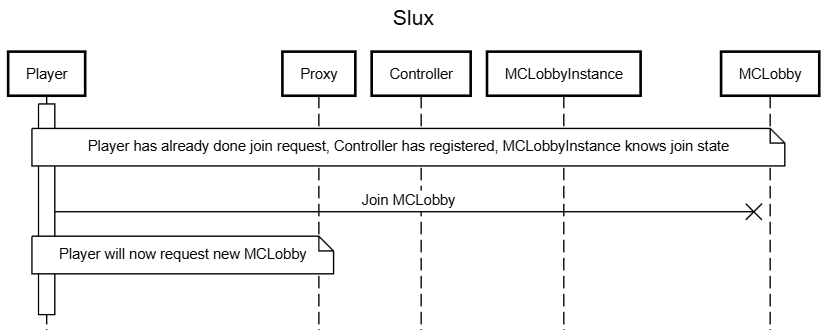 Slux
Player
Proxy
Controller
MCLobbyInstance
MCLobby
Player has already done join request, Controller has registered, MCLobbyInstance knows join state
Join MCLobby
Player will now request new MCLobby